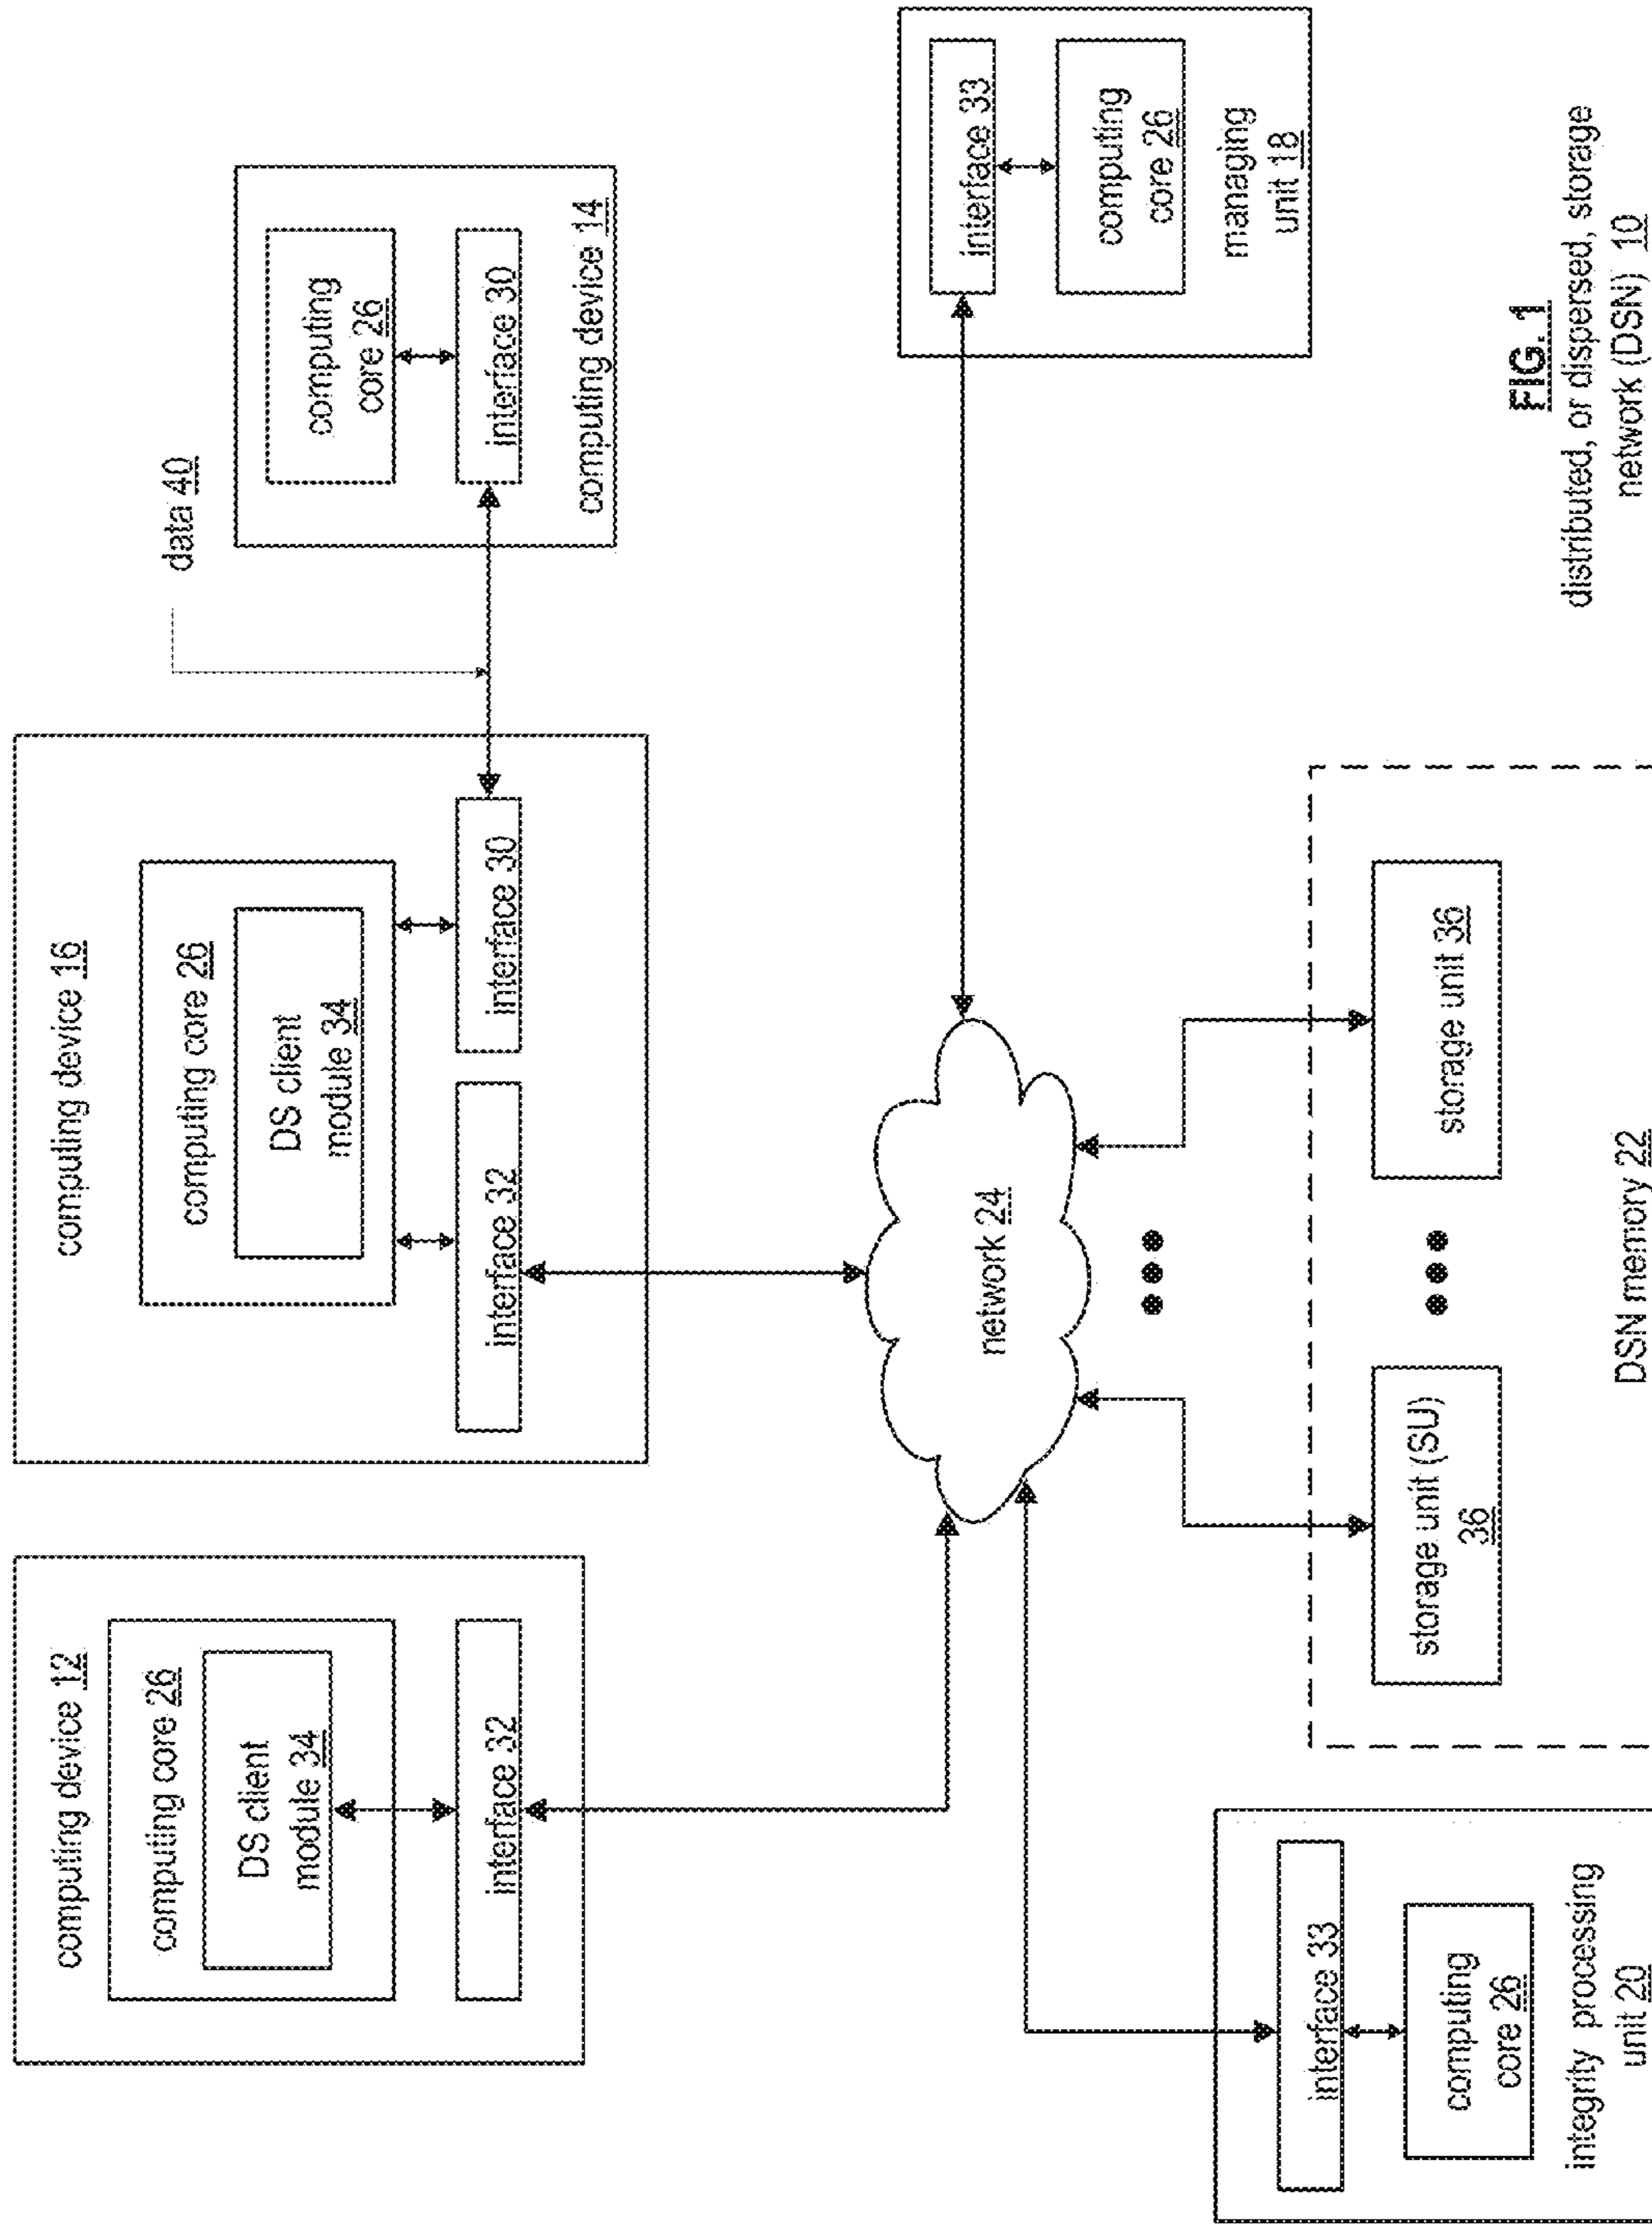 computing device 12
computing core 26
DS client
module 34
interface 32
computing device 16
computing core 26
DS client
module 34
interface 32
interface 30
data 40
computing
core 26
interface 30
computing device 14
network 24
interface 33
computing
core 26
managing
unit 18
interface 33
computing
core 26
integrity processing
unit 20
storage unit (SU)
36
storage unit 36
DSN memory 22
FIG. 1
distributed, or dispersed, storage
network (DSN) 10